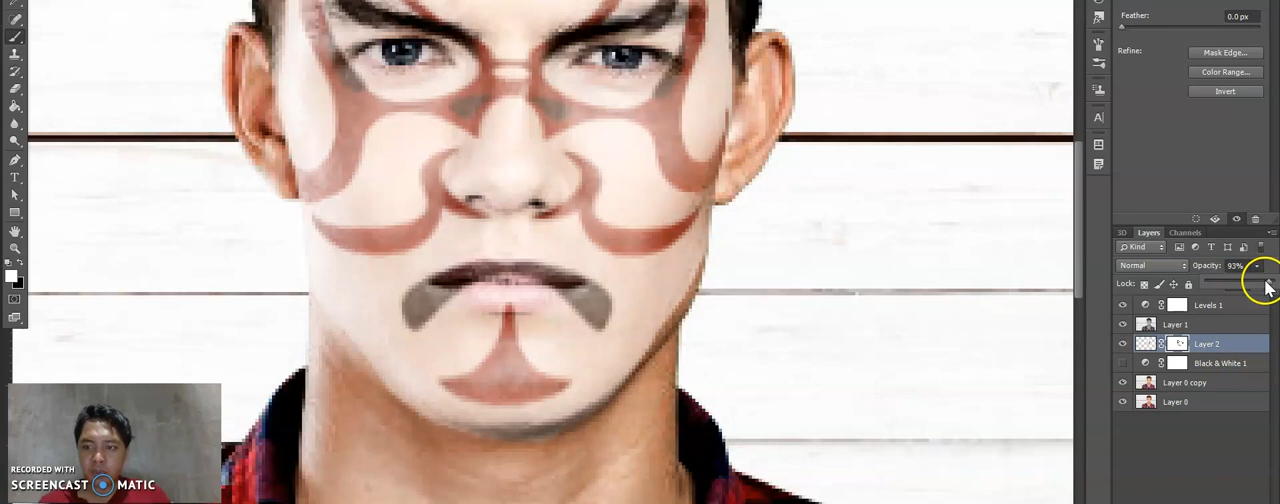 Feather: 0.0 px
Refine: Mask Edge...
Color Range...
Invert
3D Layers Channels
Kind T
Normal Opacity: 93%
Lock:
Levels 1
Layer 1
Layer 2
Black & White 1
Layer 0 copy
Layer 0
A
T
RECORDED WITH
SCREENCAST MATIC